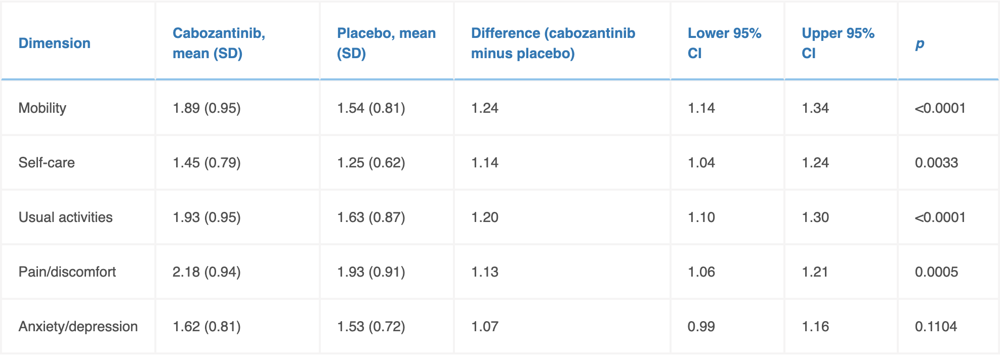 Dimension
Cabozantinib,
mean (SD)
Placebo, mean
(SD)
Difference (cabozantinib
minus placebo)
Lower 95%
CI
Upper 95%
CI
p
Mobility 1.89 (0.95) 1.54 (0.81) 1.24 1.14 1.34 <0.0001
Self-care 1.45 (0.79) 1.25 (0.62) 1.14 1.04 1.24 0.0033
Usual activities 1.93 (0.95) 1.63 (0.87) 1.20 1.10 1.30 <0.0001
Pain/discomfort 2.18 (0.94) 1.93 (0.91) 1.13 1.06 1.21 0.0005
Anxiety/depression 1.62 (0.81) 1.53 (0.72) 1.07 0.99 1.16 0.1104